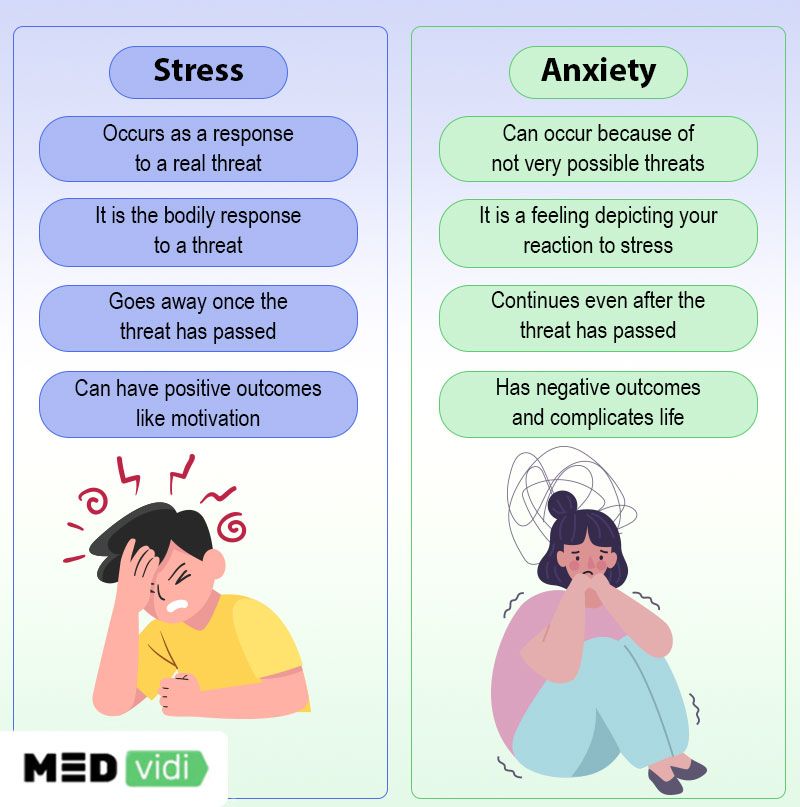 Stress
Occurs as a response
to a real threat
It is the bodily response
to a threat
Goes away once the
threat has passed
Can have positive outcomes
like motivation
Anxiety
Can occur because of
not very possible threats
It is a feeling depicting your
reaction to stress
Continues even after the
threat has passed
Has negative outcomes
and complicates life
MED vidi